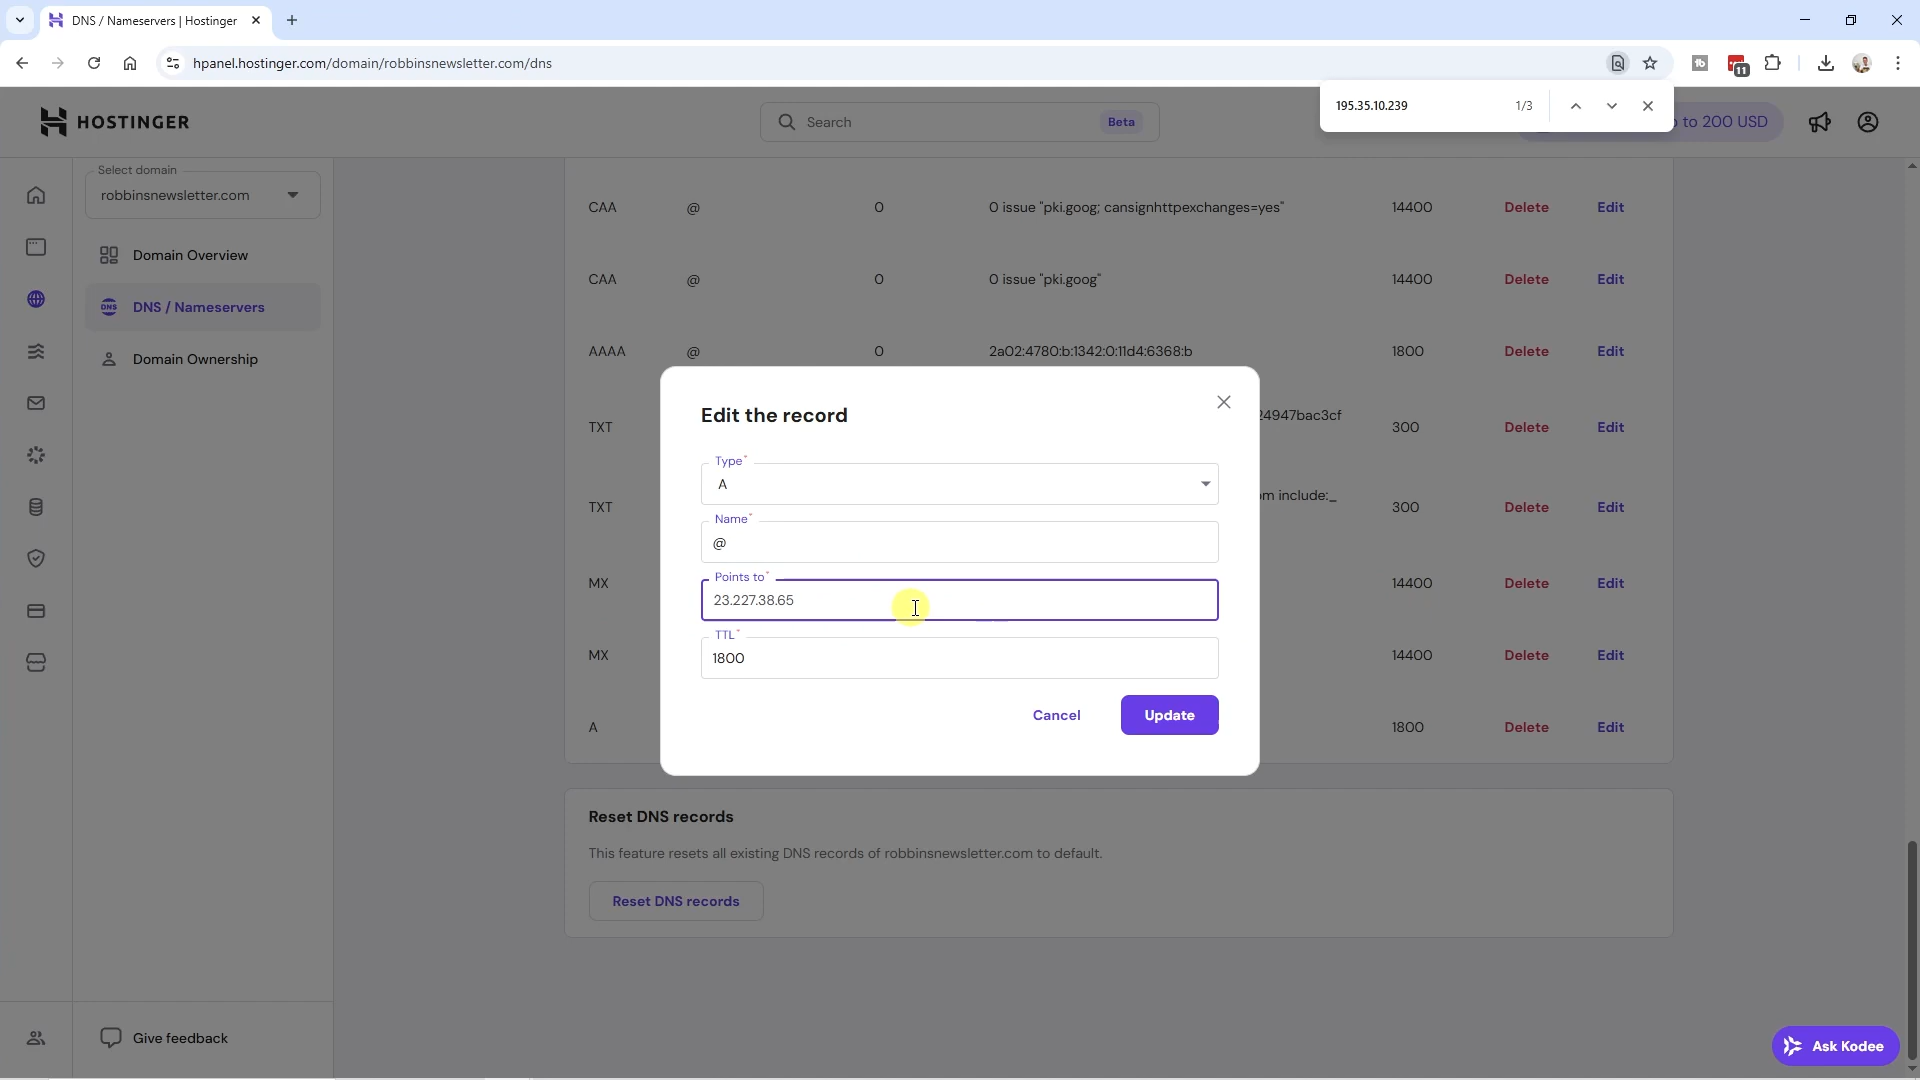 DNS / Nameservers | Hostinger
hpanel.hostinger.com/domain/robbinsnewsletter.com/dns
11
195.35.10.239 1/3
HOSTINGER
Search Beta
to 200 USD
Select domain
robbinsnewsletter.com
Domain Overview
DNS DNS / Nameservers
Domain Ownership
CAA @ 0 0 issue "pki.goog; cansignhttpexchanges=yes" 14400 Delete Edit
CAA @ 0 0 issue "pki.goog" 14400 Delete Edit
AAAA @ 0 2a02:4780:b:1342:0:11d4:6368:b 1800 Delete Edit
24947bac3cf
TXT 300 Delete Edit
om include:_
TXT 300 Delete Edit
MX 14400 Delete Edit
MX 14400 Delete Edit
A 1800 Delete Edit
Edit the record
Type*
A
Name*
@
Points to*
23.227.38.65
TTL*
1800
Cancel Update
Reset DNS records
This feature resets all existing DNS records of robbinsnewsletter.com to default.
Reset DNS records
Give feedback
Ask Kodee